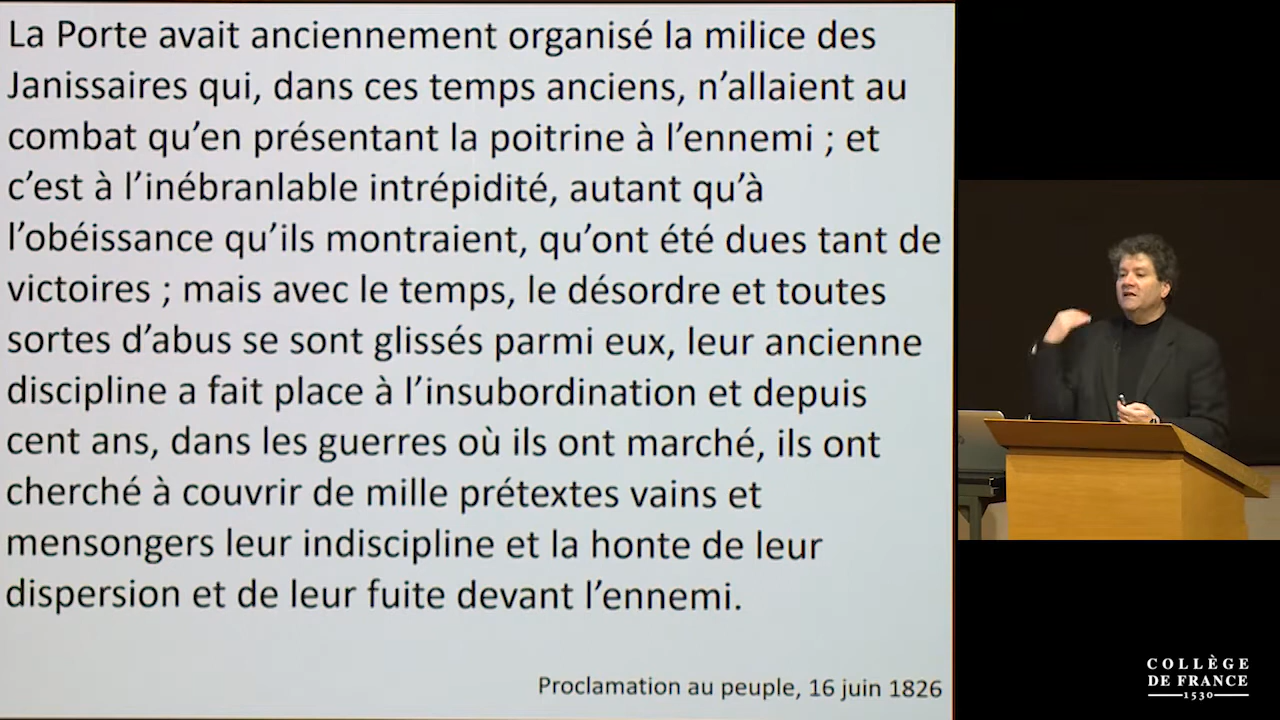 La Porte avait anciennement organisé la milice des
Janissaires qui, dans ces temps anciens, n’allaient au
combat qu’en présentant la poitrine à l’ennemi ; et
c’est à l’inébranlable intrépidité, autant qu’à
l’obéissance qu’ils montraient, qu’ont été dues tant de
victoires ; mais avec le temps, le désordre et toutes
sortes d’abus se sont glissés parmi eux, leur ancienne
discipline a fait place à l’insubordination et depuis
cent ans, dans les guerres où ils ont marché, ils ont
cherché à couvrir de mille prétextes vains et
mensongers leur indiscipline et la honte de leur
dispersion et de leur fuite devant l’ennemi.
Proclamation au peuple, 16 juin 1826
COLLÈGE
DE FRANCE
1530